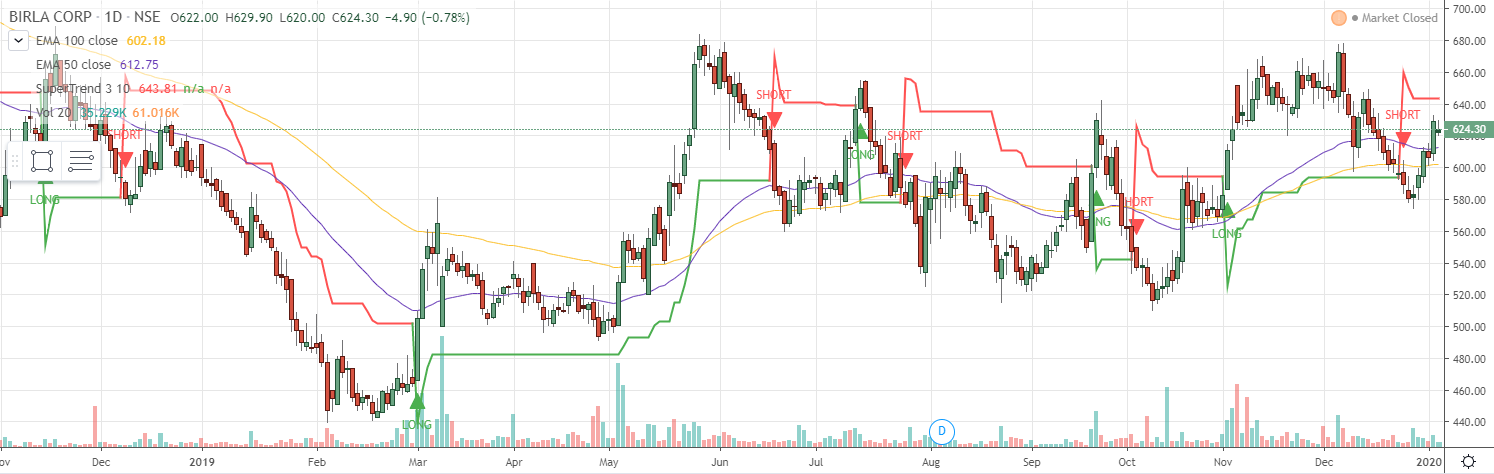 BIRLA CORP · 1D · NSE O622.00 H629.90 L620.00 C624.30 −4.90 (−0.78%)
Market Closed
EMA 100 close 602.18
EMA 50 close 612.75
SuperTrend 3 10 643.81 n/a n/a
Vol 20 35.229K 61.016K
700.00
680.00
660.00
640.00
624.30
600.00
580.00
560.00
540.00
520.00
500.00
480.00
460.00
440.00
SHORT
LONG
LONG
SHORT
LONG
SHORT
NG
HORT
LONG
SHORT
D
ov Dec 2019 Feb Mar Apr May Jun Jul Aug Sep Oct Nov Dec 2020